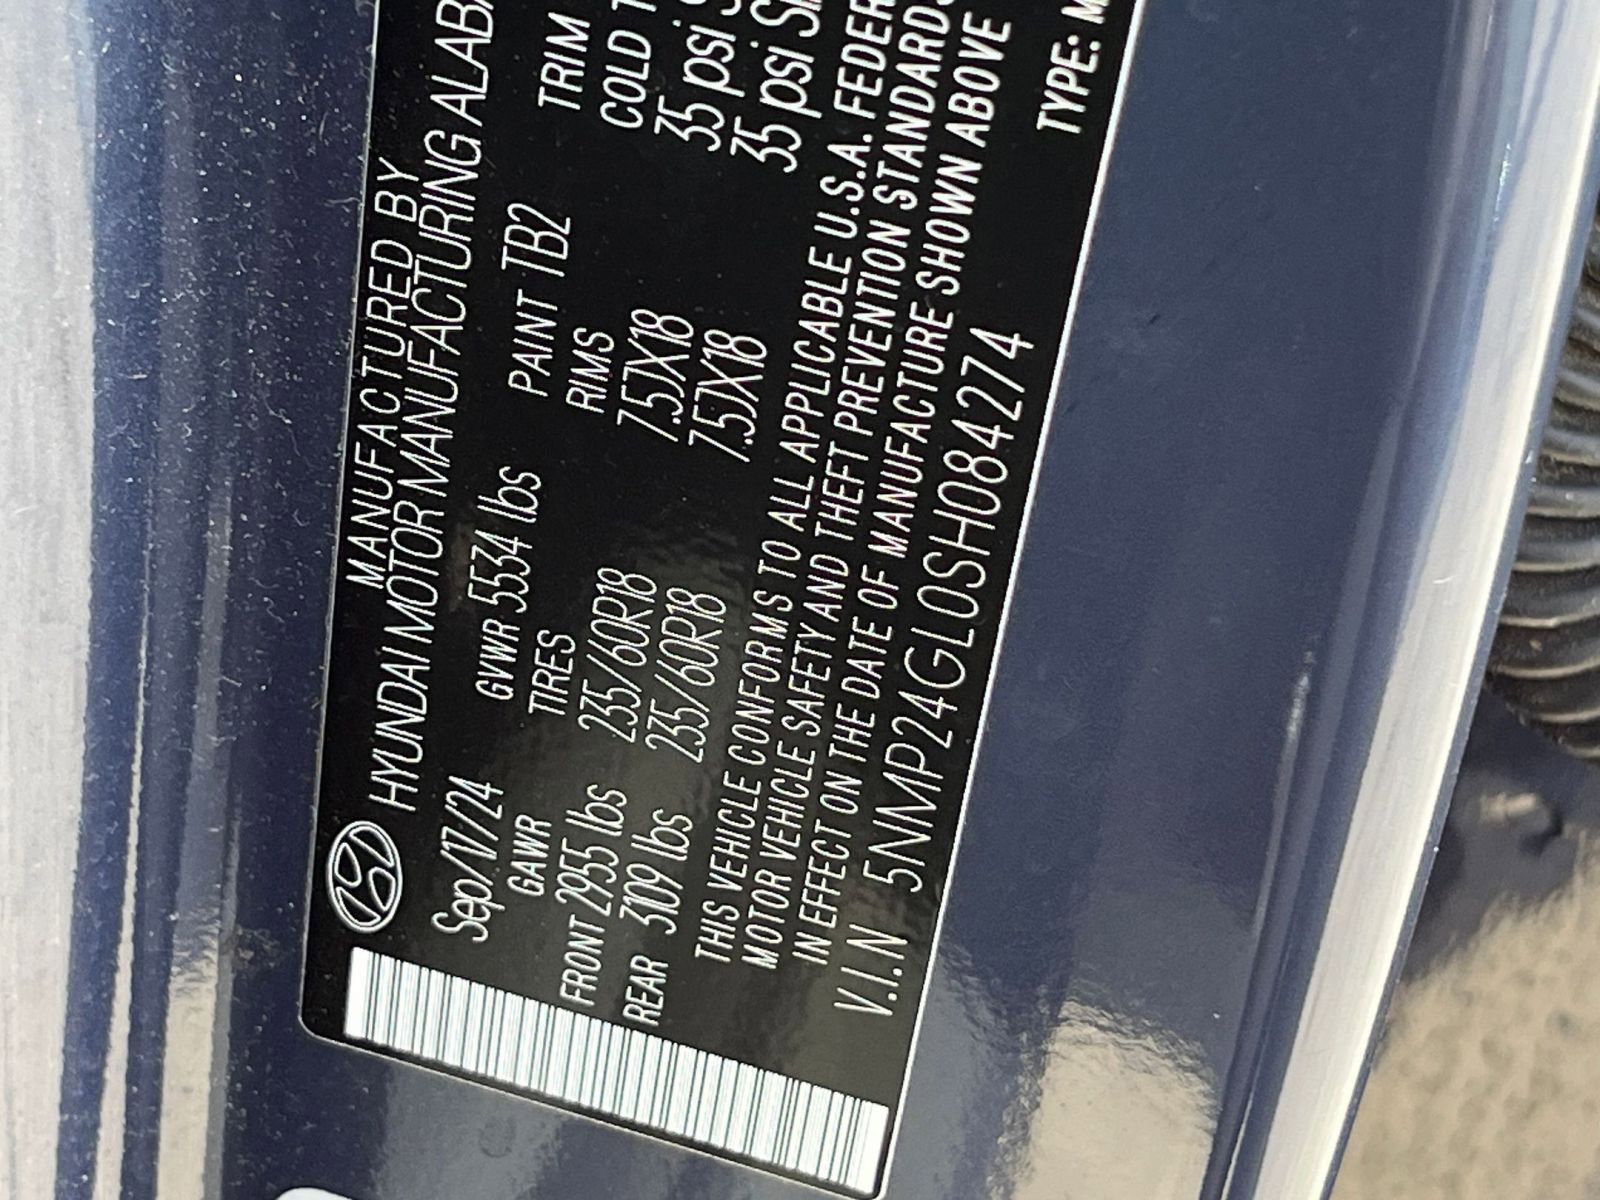 MANUFACTURED BY
HYUNDAI MOTOR MANUFACTURING
Sep/17/24 GVWR 5534 lbs PAINT TB2 TRIM
GAWR TIRES RIMS COLD
FRONT 2955 lbs 235/60R18 7.5JX18 35 psi
REAR 3109 lbs 235/60R18 7.5JX18 35 psi
THIS VEHICLE CONFORMS TO ALL APPLICABLE U.S.A. FEDER
MOTOR VEHICLE SAFETY AND THEFT PREVENTION STANDARDS
IN EFFECT ON THE DATE OF MANUFACTURE SHOWN ABOVE
V.I.N 5NMP24GL0SH084274 TYPE: